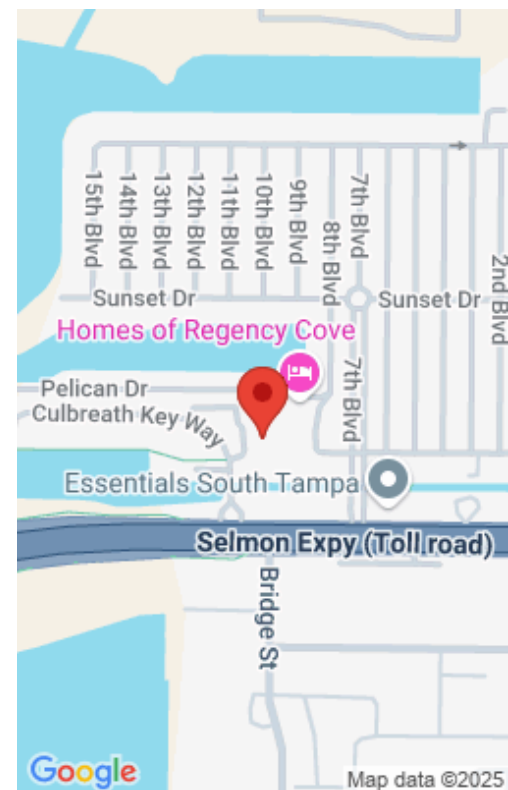 15th Blvd
14th Blvd
13th Blvd
12th Blvd
11th Blvd
10th Blvd
9th Blvd
8th Blvd
7th Blvd
2nd Blvd
Sunset Dr
Sunset Dr
Homes of Regency Cove
7th Blvd
Pelican Dr
Culbreath Key Way
Essentials South Tampa
Selmon Expy (Toll road)
Bridge St
Google
Map data ©2025